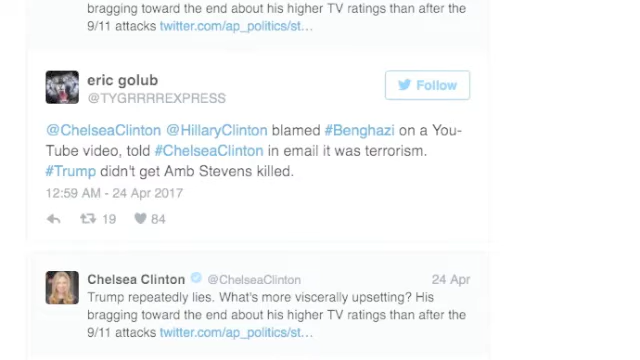 bragging toward the end about his higher TV ratings than after the
9/11 attacks twitter.com/ap_politics/st...
eric golub
Follow
@TYGRRRREXPRESS
@ChelseaClinton @HillaryClinton blamed #Benghazi on a You-
Tube video, told #ChelseaClinton in email it was terrorism.
#Trump didn't get Amb Stevens killed.
12:59 AM - 24 Apr 2017
19 84
Chelsea Clinton @ChelseaClinton 24 Apr
Trump repeatedly lies. What's more viscerally upsetting? His
bragging toward the end about his higher TV ratings than after the
9/11 attacks twitter.com/ap_politics/st...